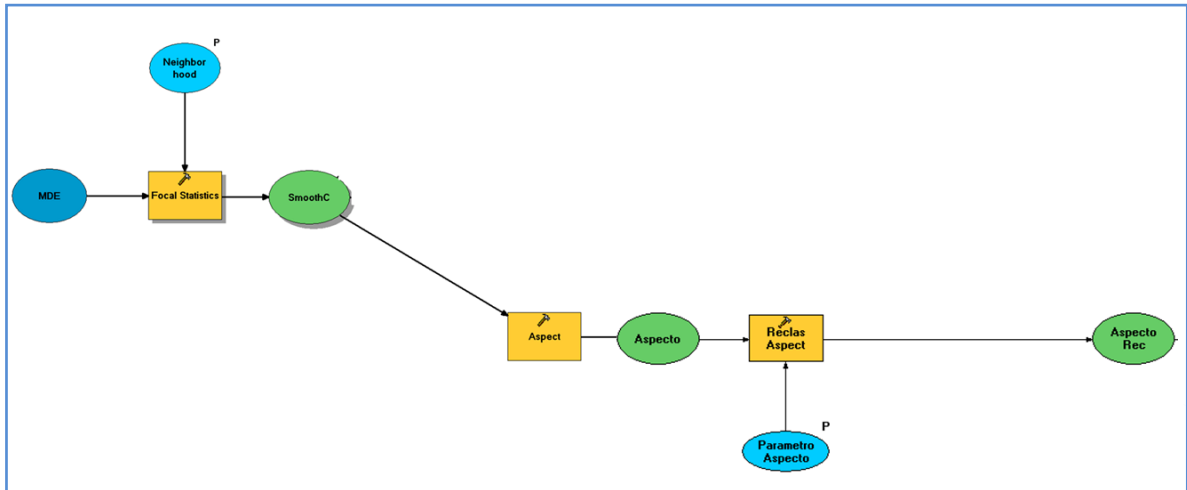 P
Neighbor
hood
MDE
Focal Statistics
SmoothC
Aspect
Aspecto
Reclas
Aspect
Aspecto
Rec
P
Parametro
Aspecto